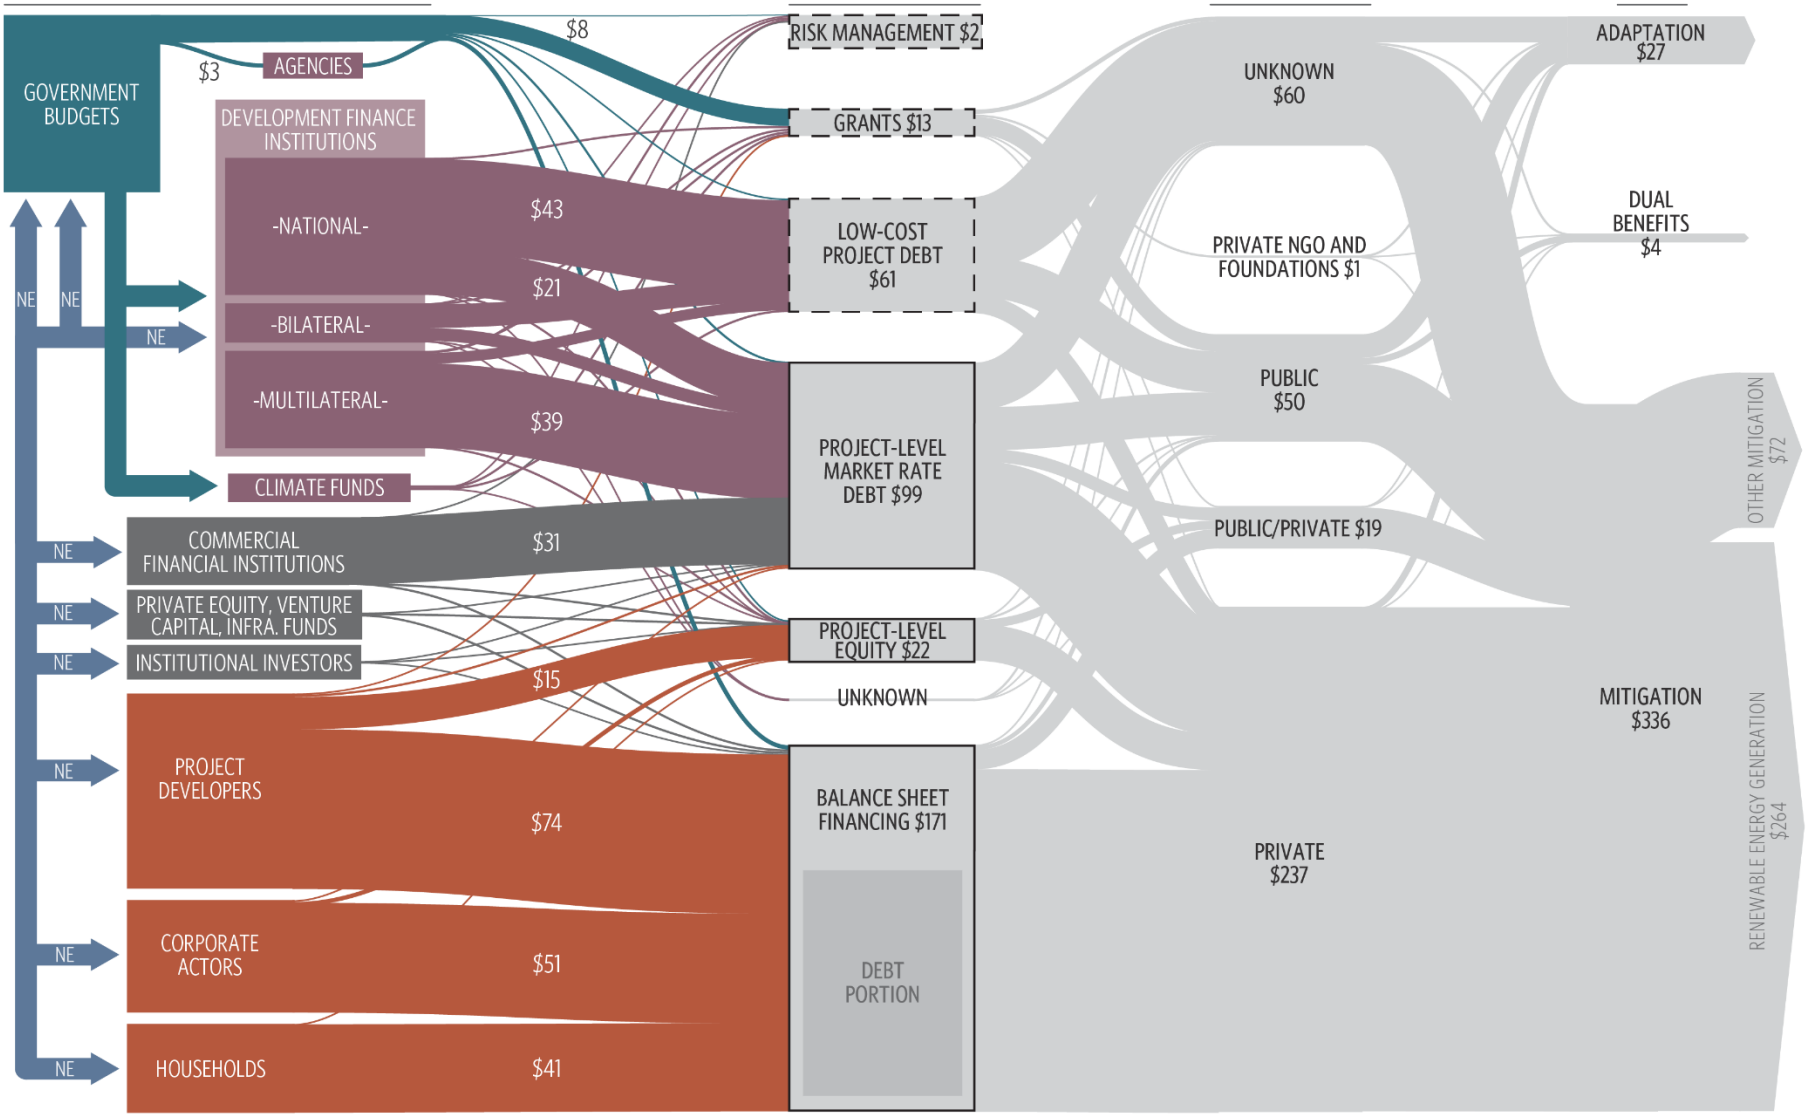 GOVERNMENT
BUDGETS
$3
AGENCIES
$8
DEVELOPMENT FINANCE
INSTITUTIONS
-NATIONAL-
$43
$21
-BILATERAL-
-MULTILATERAL-
$39
CLIMATE FUNDS
NE
NE
NE
NE
COMMERCIAL
FINANCIAL INSTITUTIONS
$31
NE
PRIVATE EQUITY, VENTURE
CAPITAL, INFRA. FUNDS
NE
INSTITUTIONAL INVESTORS
$15
NE
PROJECT
DEVELOPERS
$74
NE
CORPORATE
ACTORS
$51
NE
HOUSEHOLDS
$41
RISK MANAGEMENT $2
GRANTS $13
LOW-COST
PROJECT DEBT
$61
PROJECT-LEVEL
MARKET RATE
DEBT $99
PROJECT-LEVEL
EQUITY $22
UNKNOWN
BALANCE SHEET
FINANCING $171
DEBT
PORTION
UNKNOWN
$60
PRIVATE NGO AND
FOUNDATIONS $1
PUBLIC
$50
PUBLIC/PRIVATE $19
PRIVATE
$237
ADAPTATION
$27
DUAL
BENEFITS
$4
MITIGATION
$336
OTHER MITIGATION
$72
RENEWABLE ENERGY GENERATION
$264